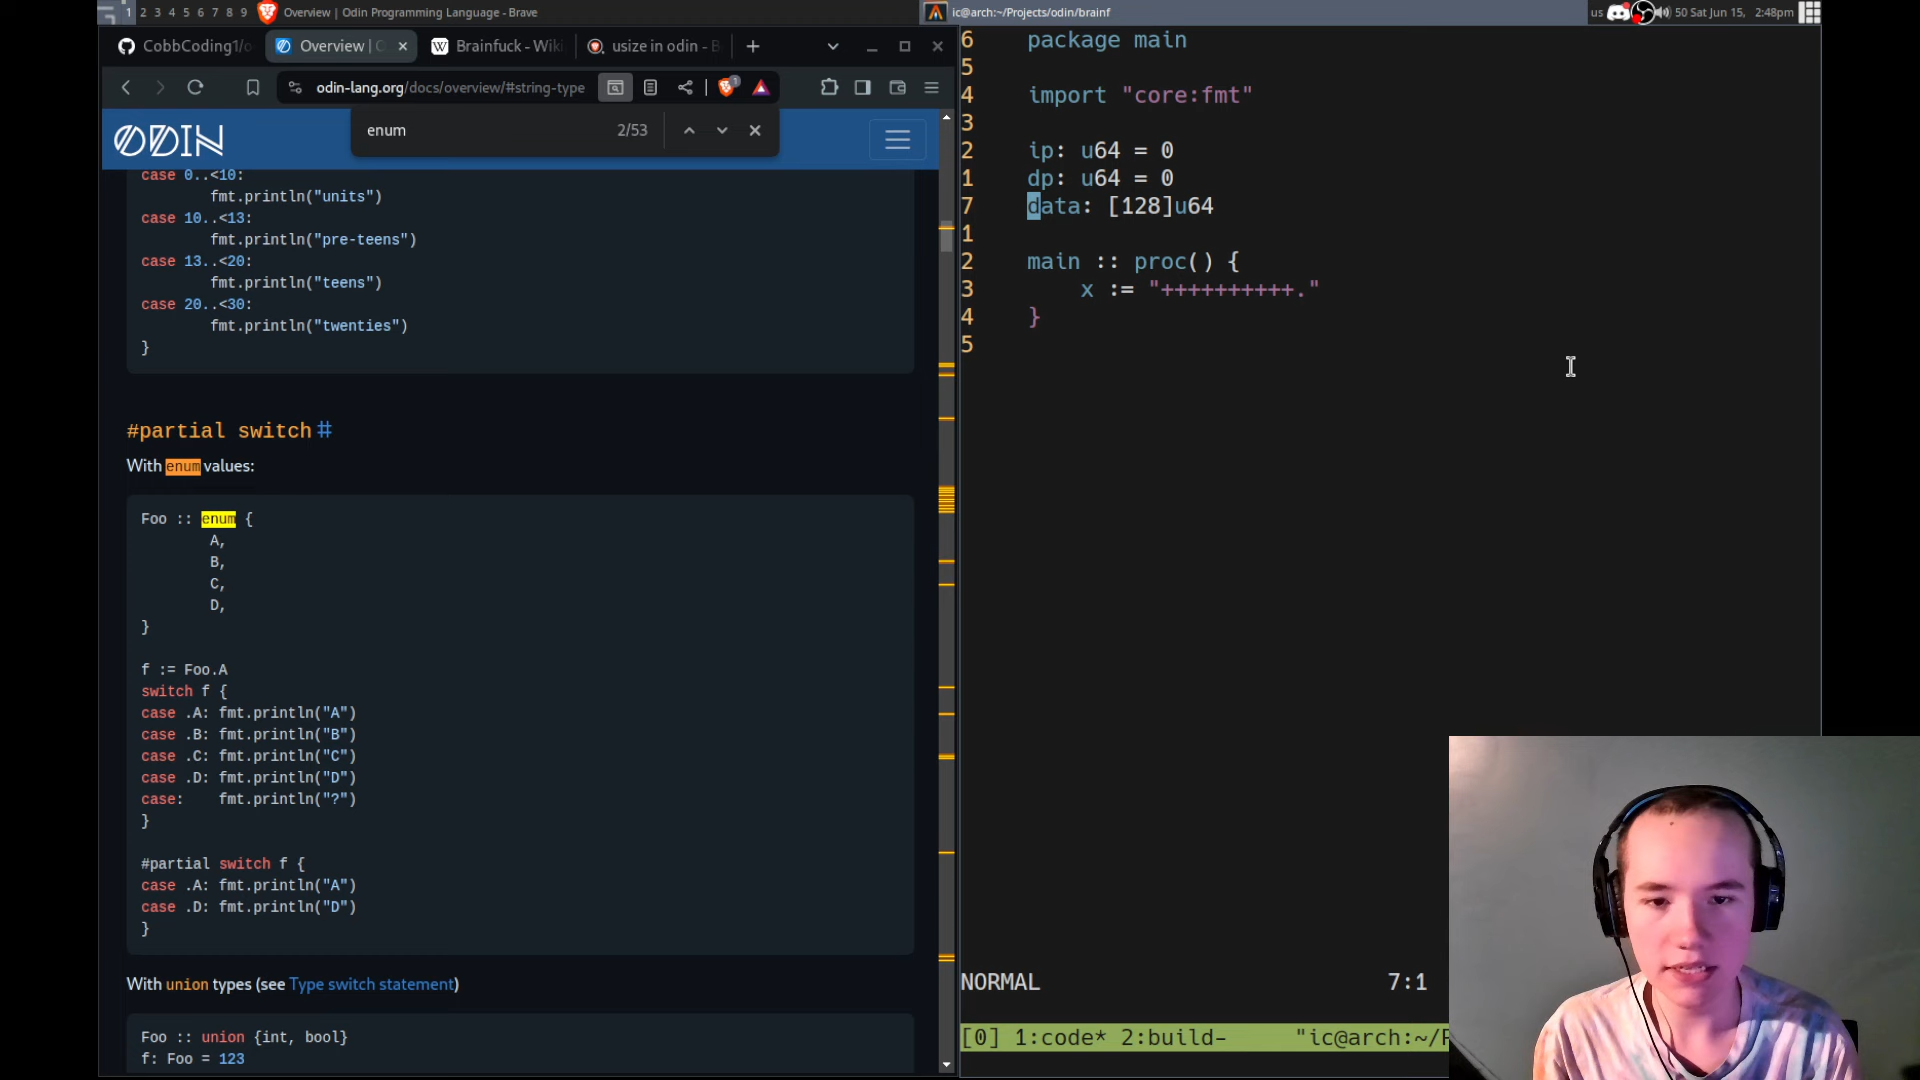 1 2 3 4 5 6 7 8 9 Overview | Odin Programming Language - Brave
ic@arch:~/Projects/odin/brainf
us 50 Sat Jun 15, 2:48pm
CobbCoding1/o
Overview | O
W Brainfuck - Wiki
usize in odin - B
odin-lang.org/docs/overview/#string-type
1
ODIN
enum 2/53
case 0..<10:
fmt.println("units")
case 10..<13:
fmt.println("pre-teens")
case 13..<20:
fmt.println("teens")
case 20..<30:
fmt.println("twenties")
}
#partial switch #
With enum values:
Foo :: enum {
A,
B,
C,
D,
}
f := Foo.A
switch f {
case .A: fmt.println("A")
case .B: fmt.println("B")
case .C: fmt.println("C")
case .D: fmt.println("D")
case: fmt.println("?")
}
#partial switch f {
case .A: fmt.println("A")
case .D: fmt.println("D")
}
With union types (see Type switch statement)
Foo :: union {int, bool}
f: Foo = 123
6 package main
5
4 import "core:fmt"
3
2 ip: u64 = 0
1 dp: u64 = 0
7 data: [128]u64
1
2 main :: proc() {
3 x := "++++++++++."
4 }
5
NORMAL 7:1
[0] 1:code* 2:build- "ic@arch:~/P